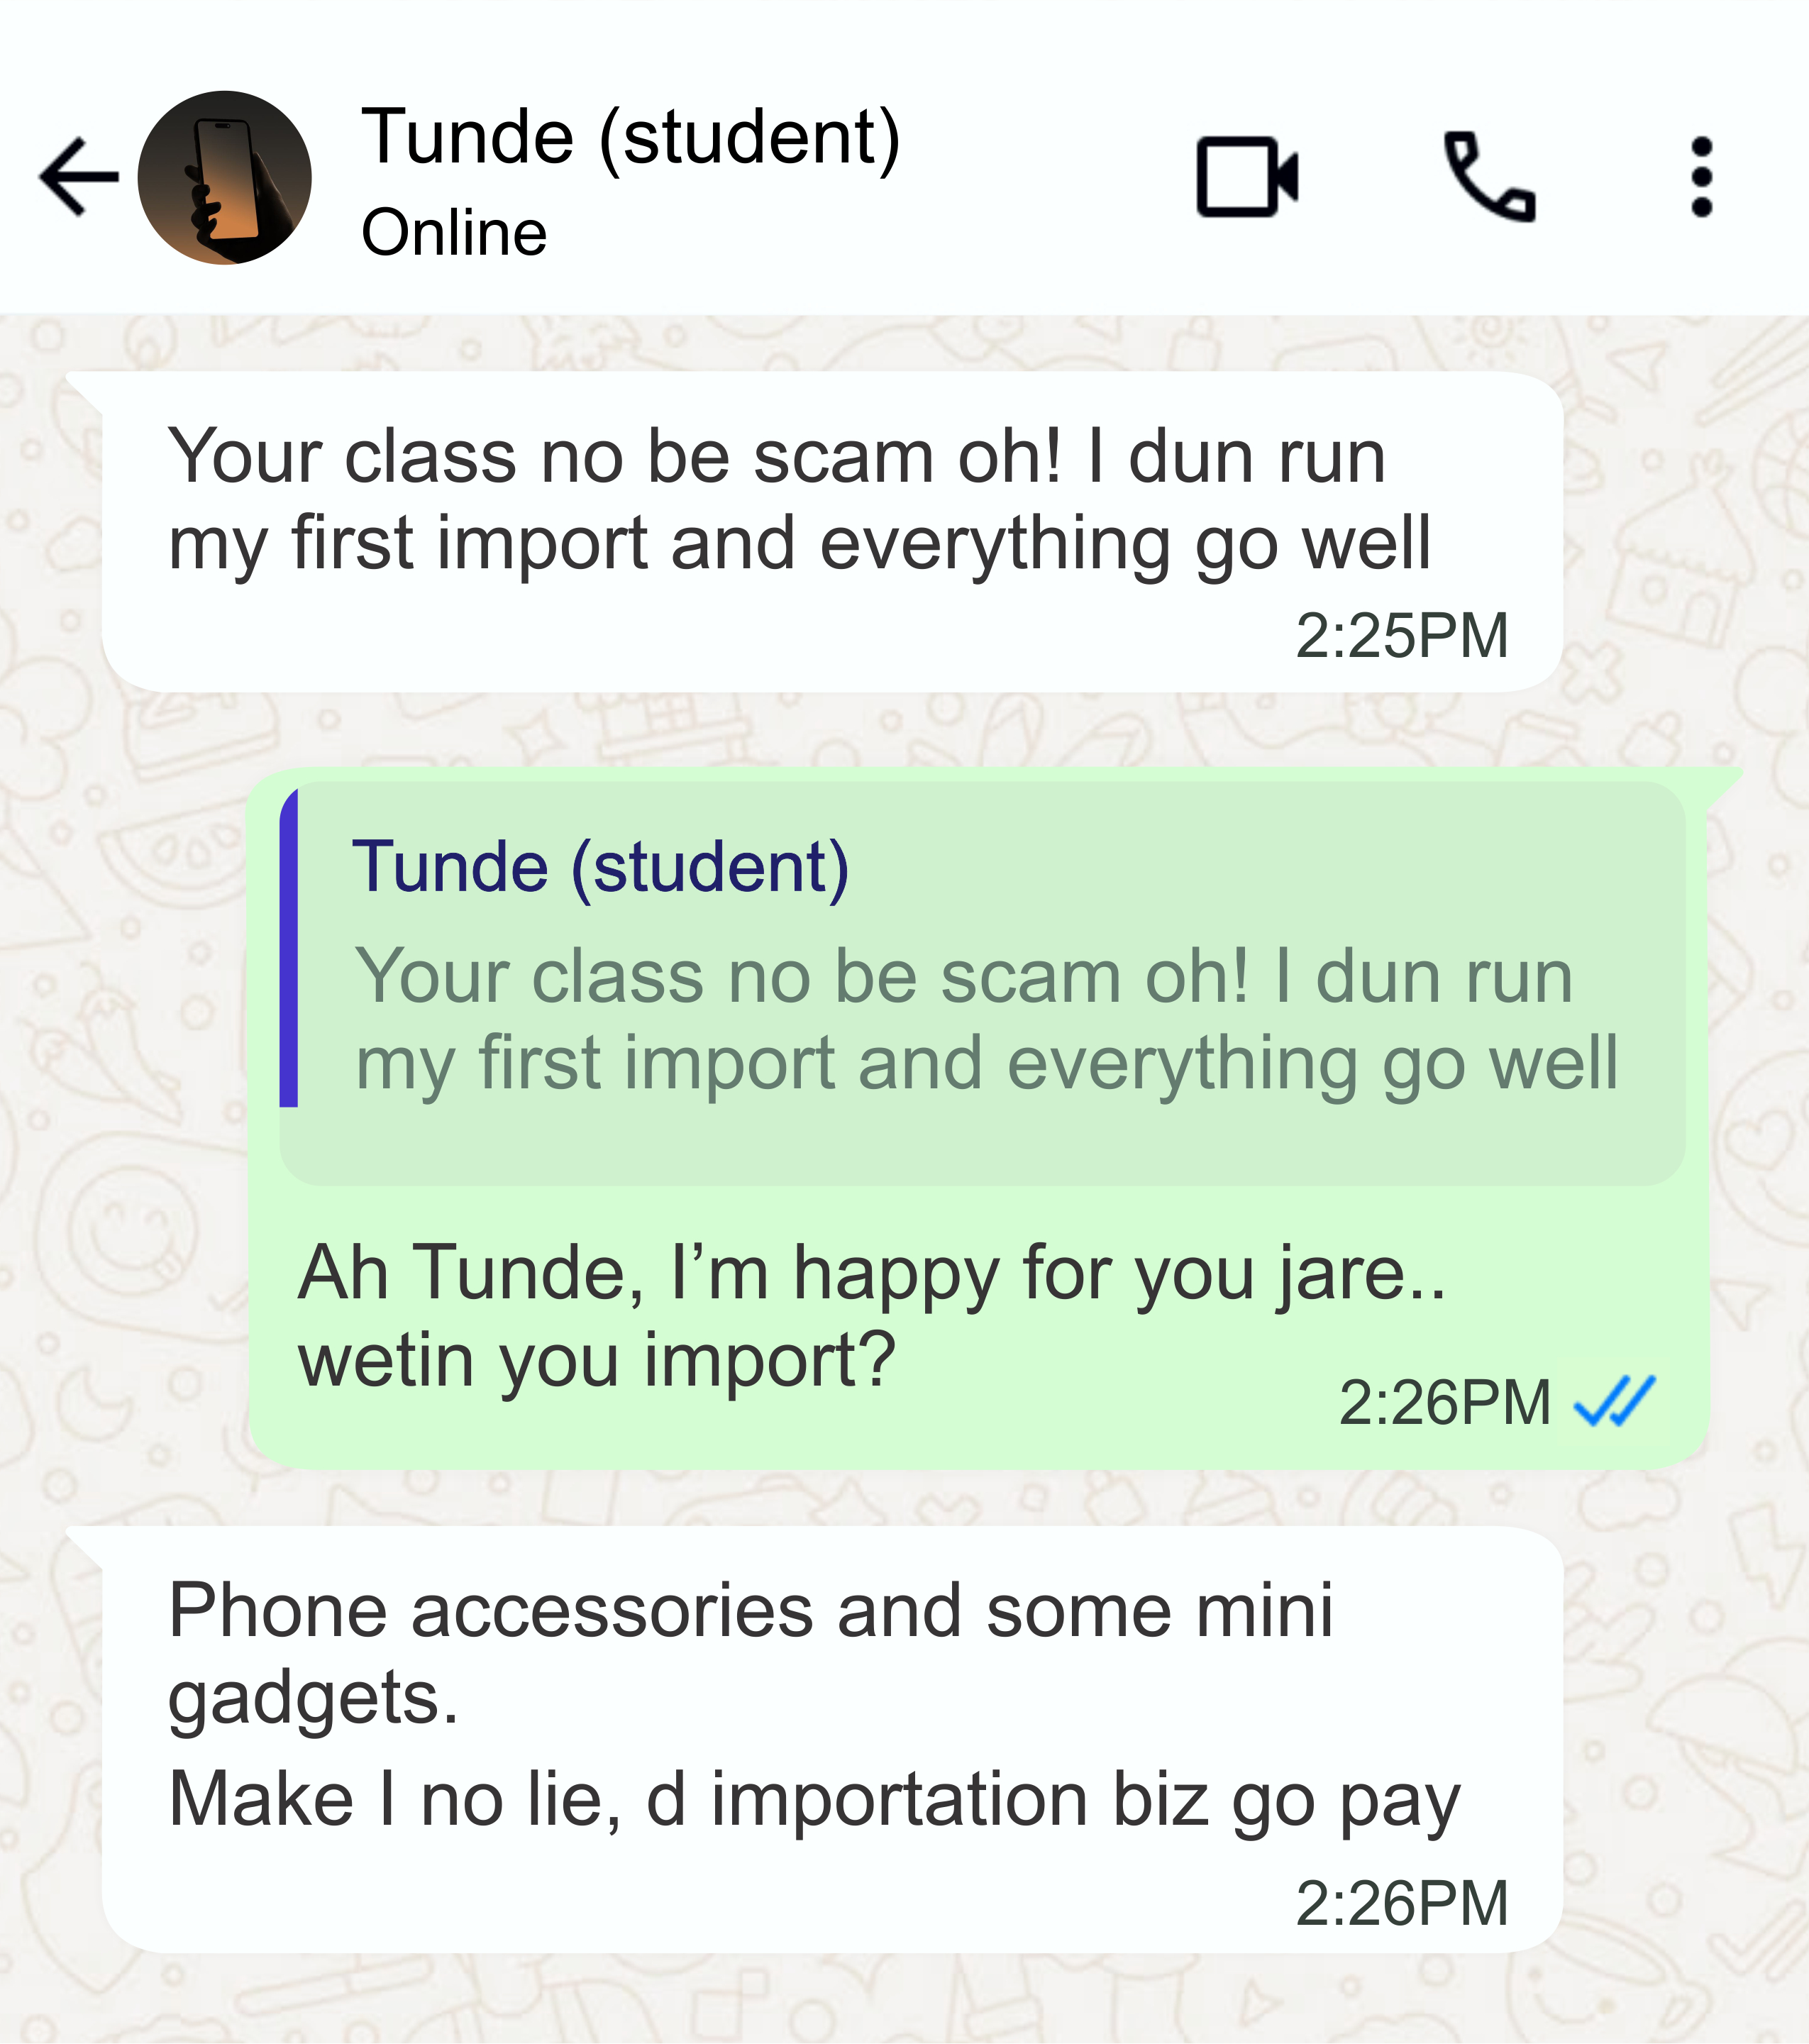 Tunde (student)
Online
Your class no be scam oh! I dun run
my first import and everything go well
2:25PM
Tunde (student)
Your class no be scam oh! I dun run
my first import and everything go well
Ah Tunde, I’m happy for you jare..
wetin you import?
2:26PM
Phone accessories and some mini
gadgets.
Make I no lie, d importation biz go pay
2:26PM